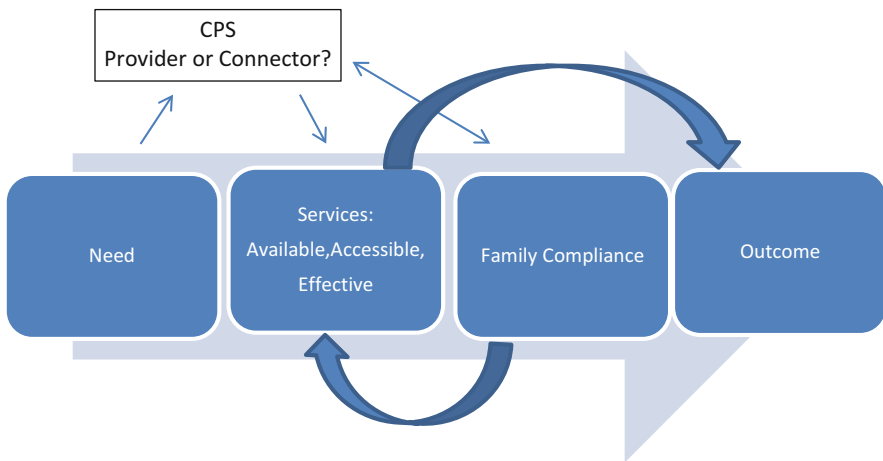 CPS
Provider or Connector?
Need
Services:
Available,Accessible,
Effective
Family Compliance
Outcome